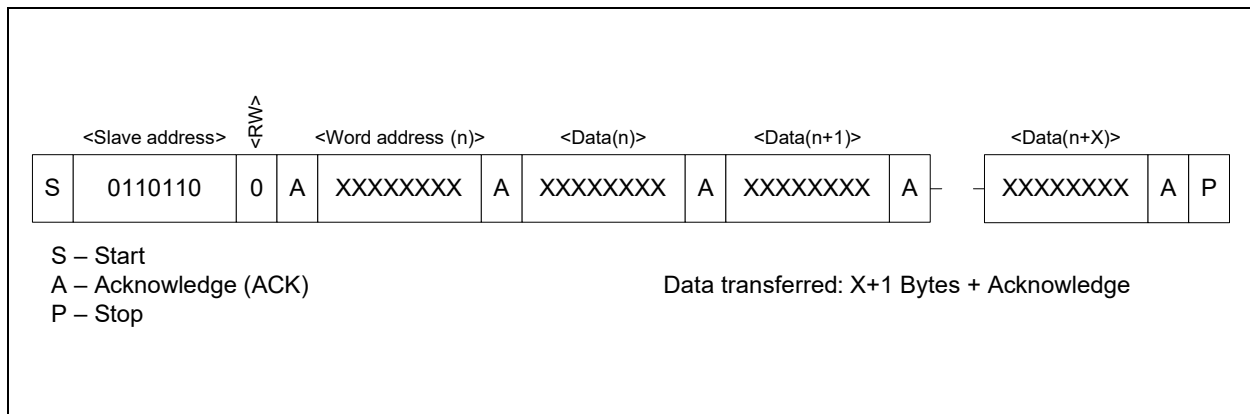 <RW>
<Slave address> <Word address (n)> <Data(n)> <Data(n+1)> <Data(n+X)>
S 0110110 0 A XXXXXXXX A XXXXXXXX A XXXXXXXX A XXXXXXXX A P
S – Start
A – Acknowledge (ACK) Data transferred: X+1 Bytes + Acknowledge
P – Stop